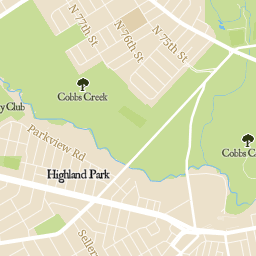 N 77th St
N 76th St
N 75th St
Cobbs Creek
y Club
Parkview Rd
Cobbs C
Highland Park
Seller